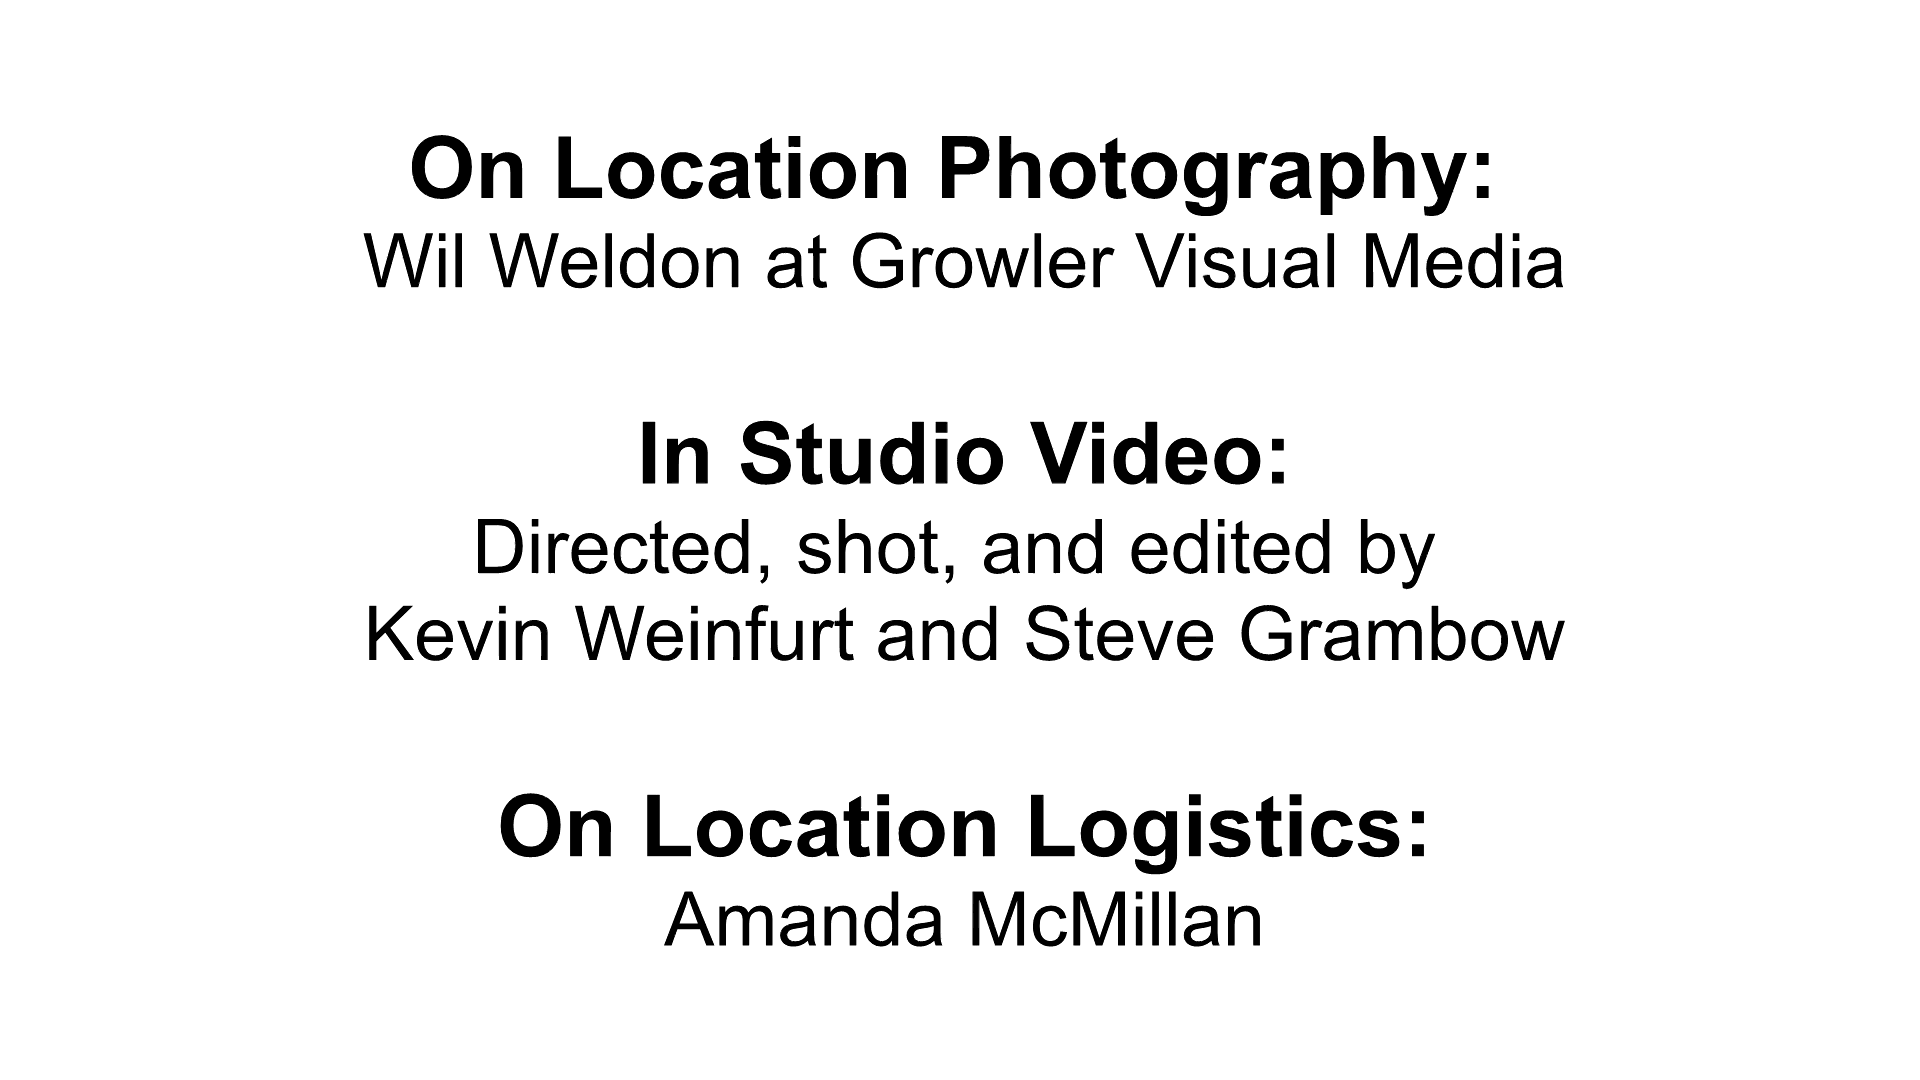 On Location Photography:
Wil Weldon at Growler Visual Media
In Studio Video:
Directed, shot, and edited by
Kevin Weinfurt and Steve Grambow
On Location Logistics:
Amanda McMillan